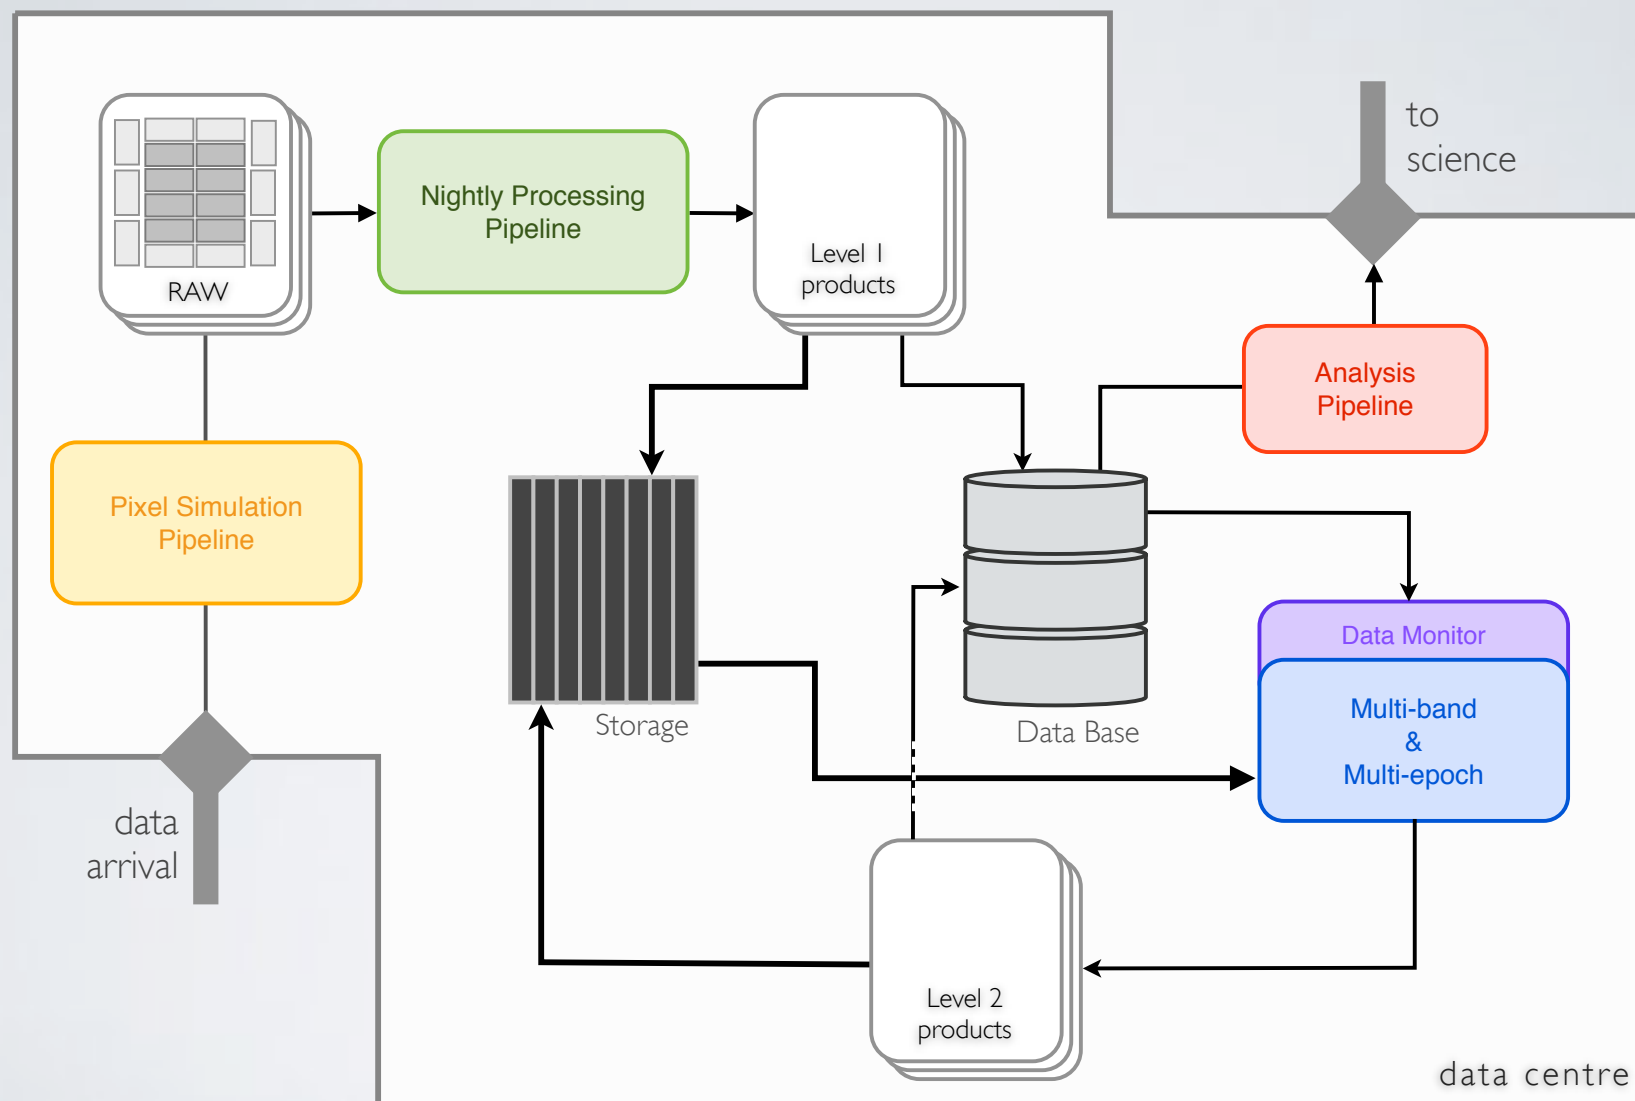 to
science
Nightly Processing
Pipeline
Level 1
products
RAW
Analysis
Pipeline
Pixel Simulation
Pipeline
Data Monitor
Storage
Data Base
Multi-band
&
Multi-epoch
data
arrival
Level 2
products
data centre